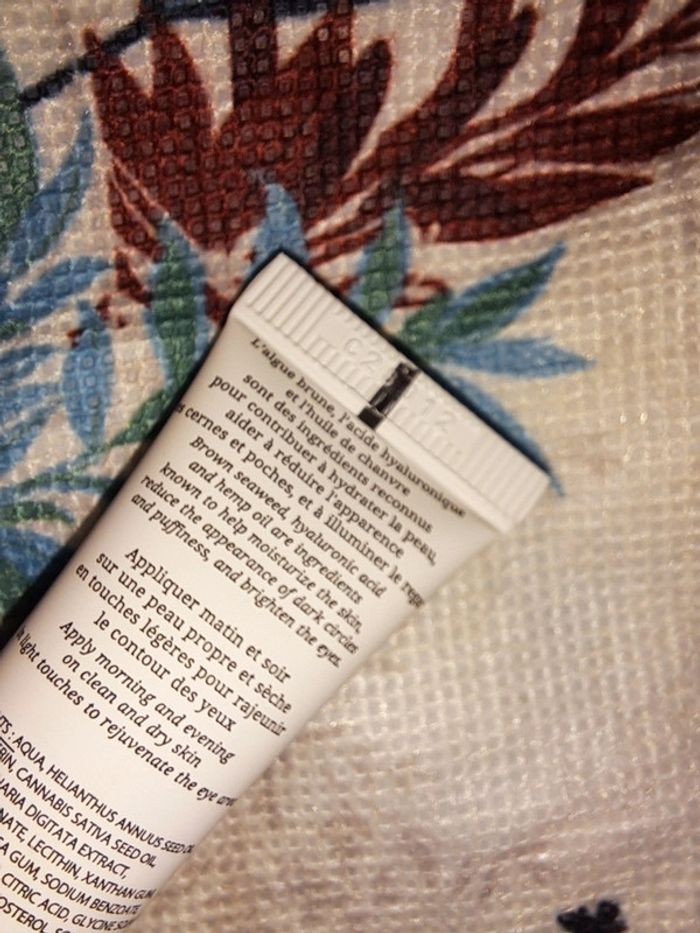 L'algue brune, l'acide hyaluronique
et l'huile de chanvre
sont des ingrédients reconnus
pour contribuer à hydrater la peau,
aider à réduire l'apparence
cernes et poches, et à illuminer le
Brown seaweed, hyaluronic acid
and hemp oil are ingredients
known to help moisturize the skin,
reduce the appearance of dark circles
and puffiness, and brighten the eyes.
Appliquer matin et soir
sur une peau propre et sèche
en touches légères pour rajeunir
le contour des yeux
Apply morning and evening
on clean and dry skin
light touches to rejuvenate the eye
AQUA, HELIANTHUS ANNUUS SEED
CANNABIS SATIVA SEED OIL
DIGITATA EXTRACT,
LECITHIN, XANTHAN GUM
GUM, SODIUM BENZOATE
CITRIC ACID, GLYCINE